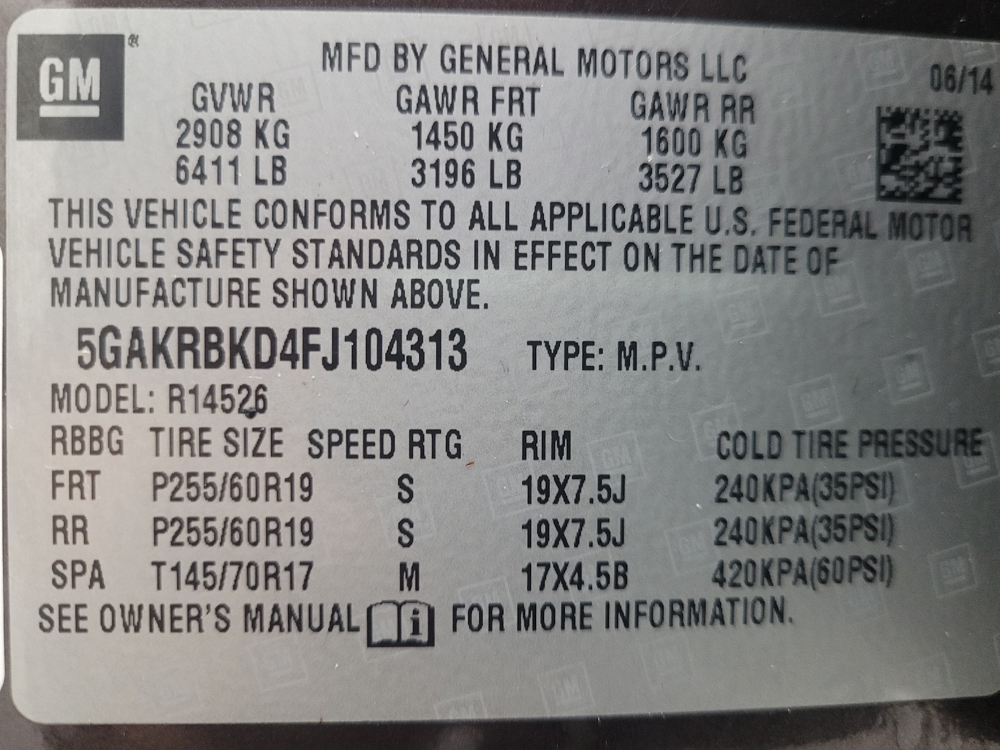 GM
MFD BY GENERAL MOTORS LLC
06/14
GVWR GAWR FRT GAWR RR
2908 KG 1450 KG 1600 KG
6411 LB 3196 LB 3527 LB
THIS VEHICLE CONFORMS TO ALL APPLICABLE U.S. FEDERAL MOTOR
VEHICLE SAFETY STANDARDS IN EFFECT ON THE DATE OF
MANUFACTURE SHOWN ABOVE.
5GAKRBKD4FJ104313 TYPE: M.P.V.
MODEL: R14526
RBBG TIRE SIZE SPEED RTG RIM COLD TIRE PRESSURE
FRT P255/60R19 S 19X7.5J 240KPA(35PSI)
RR P255/60R19 S 19X7.5J 240KPA(35PSI)
SPA T145/70R17 M 17X4.5B 420KPA(60PSI)
SEE OWNER'S MANUAL i FOR MORE INFORMATION.